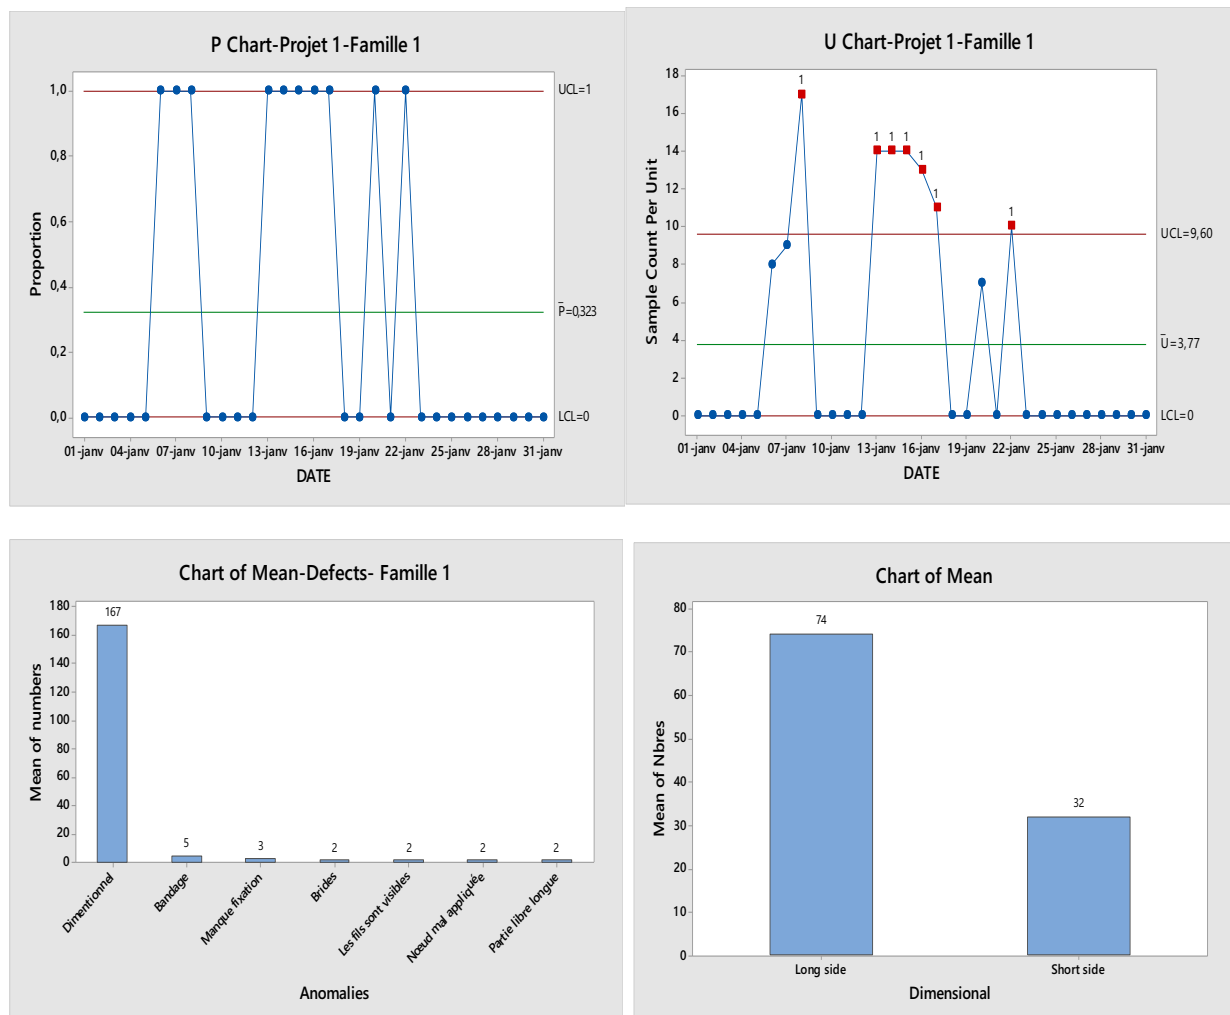 P Chart-Projet 1-Famille 1
Proportion
1,0
0,8
0,6
0,4
0,2
0,0
UCL=1
P̄=0,323
LCL=0
01-janv 04-janv 07-janv 10-janv 13-janv 16-janv 19-janv 22-janv 25-janv 28-janv 31-janv
DATE
U Chart-Projet 1-Famille 1
Sample Count Per Unit
18
16
14
12
10
8
6
4
2
0
1
1 1 1
1
1
1
UCL=9,60
Ū=3,77
LCL=0
01-janv 04-janv 07-janv 10-janv 13-janv 16-janv 19-janv 22-janv 25-janv 28-janv 31-janv
DATE
Chart of Mean-Defects- Famille 1
Mean of numbers
180
160
140
120
100
80
60
40
20
0
167
5
3
2
2
2
2
Dimentionnel
Bandage
Manque fixation
Brides
Les fils sont visibles
Nœud mal appliquée
Partie libre longue
Anomalies
Chart of Mean
Mean of Nbres
80
70
60
50
40
30
20
10
0
74
32
Long side
Short side
Dimensional